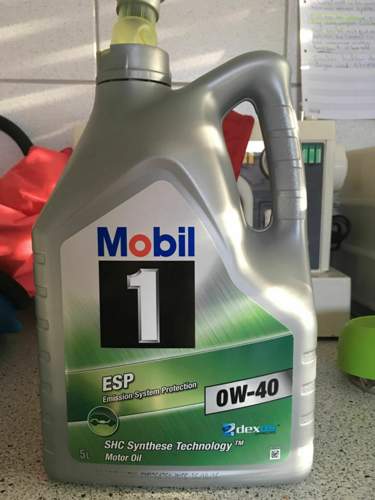 Mobil
1
ESP
Emission System Protection
0W-40
dexos
5L
SHC Synthese Technology™
Motor Oil